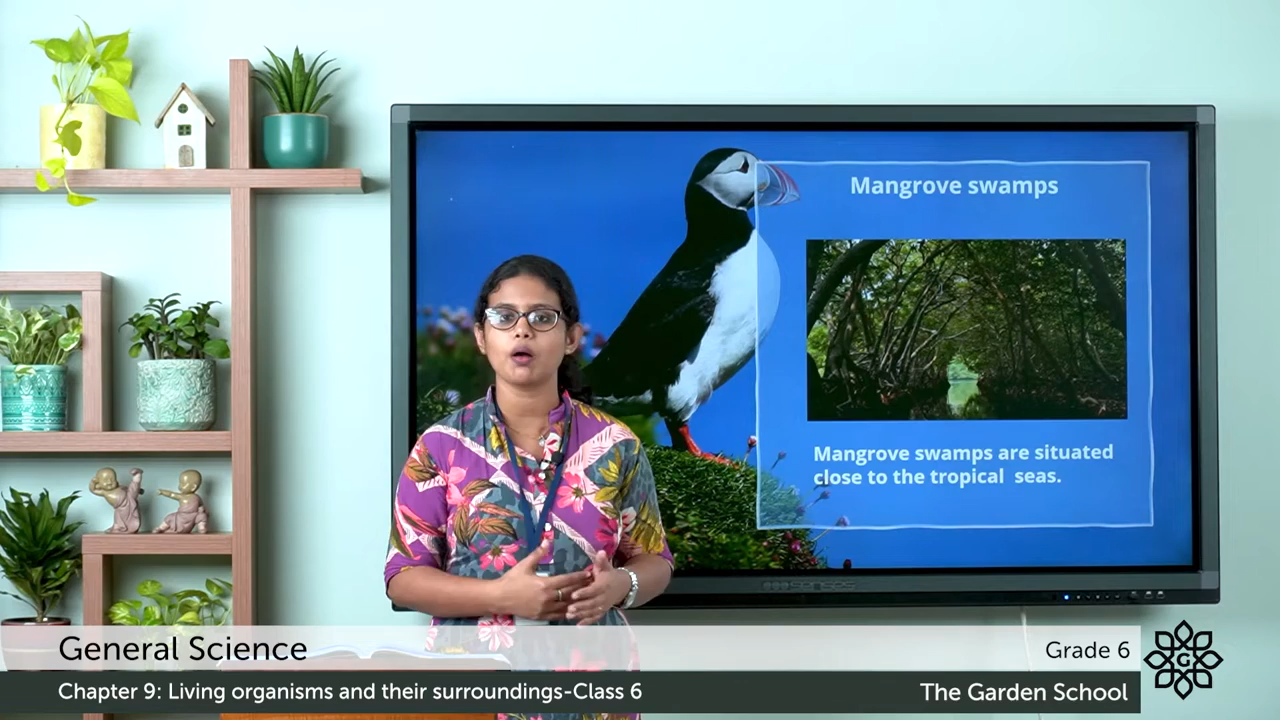 Mangrove swamps
Mangrove swamps are situated
close to the tropical seas.
General Science
Grade 6
Chapter 9: Living organisms and their surroundings-Class 6
The Garden School
G